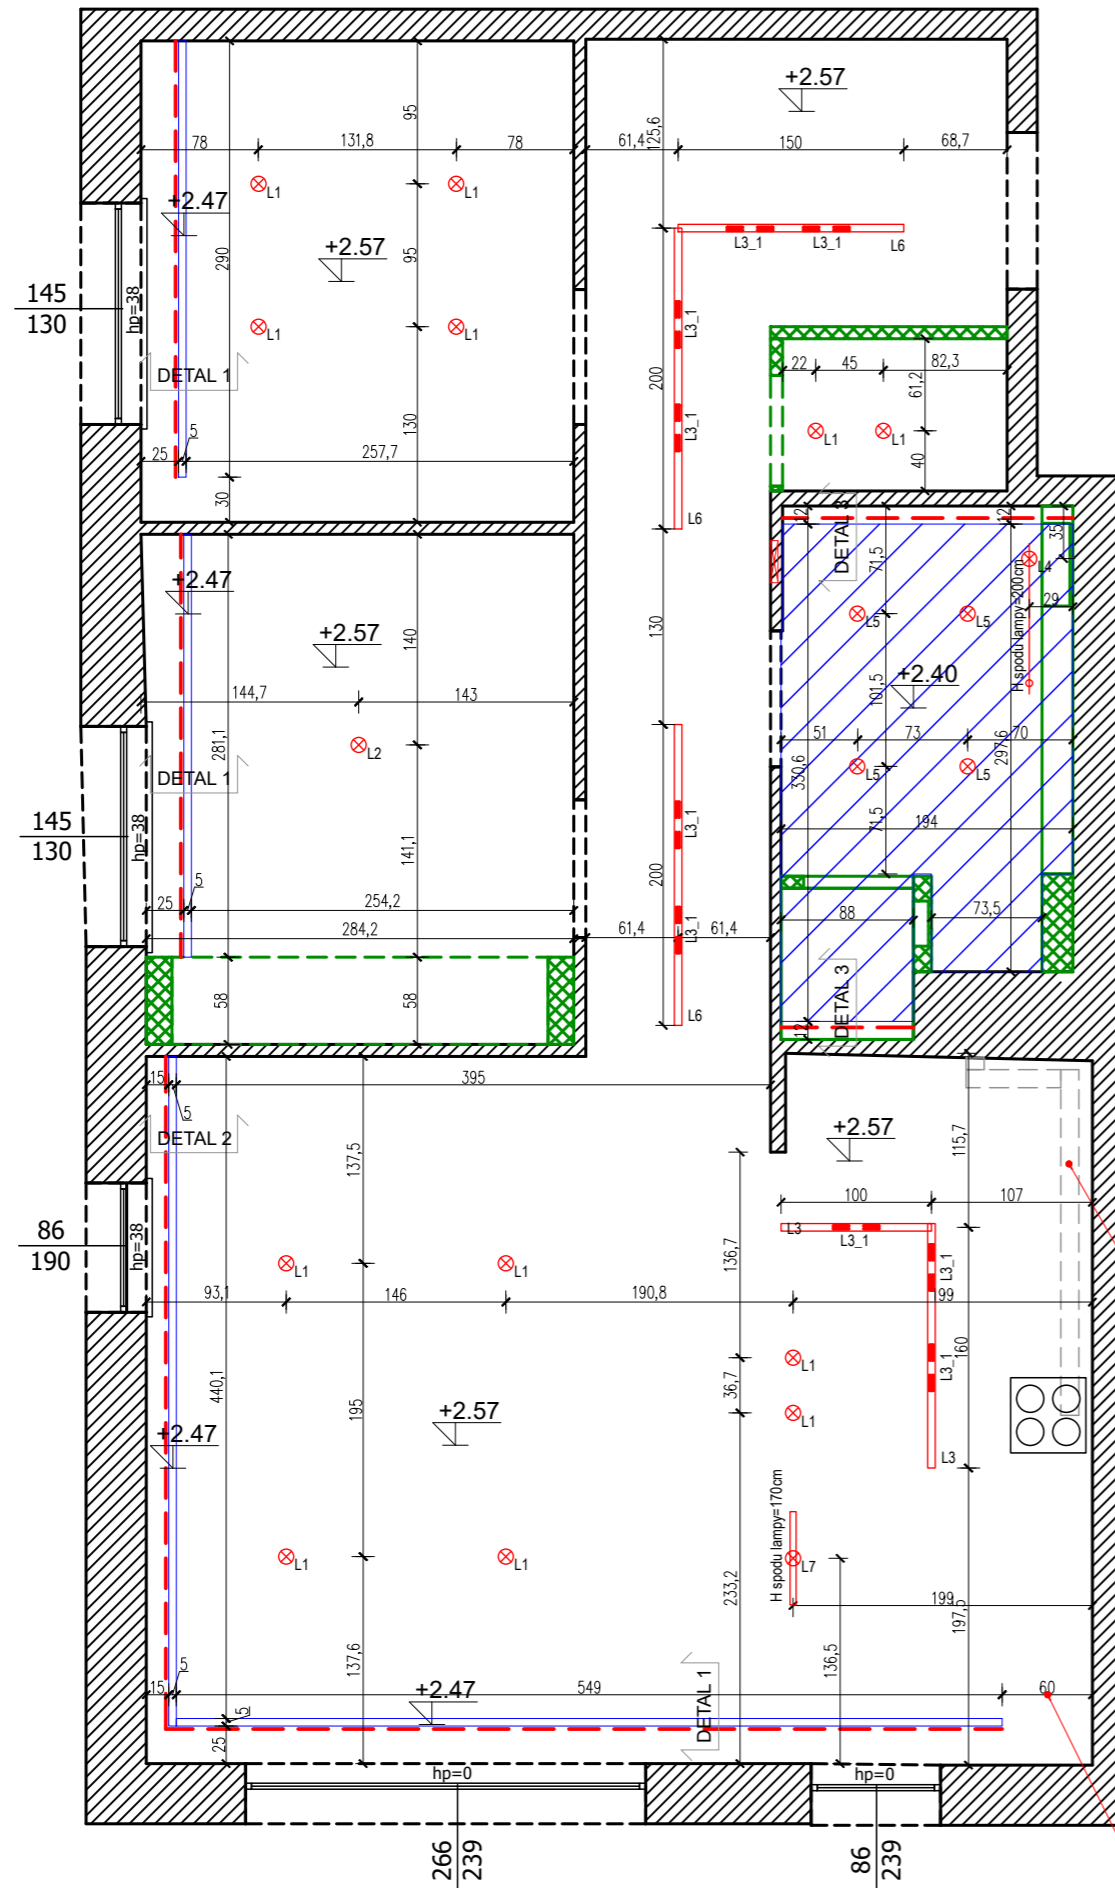 +2.57
95
125,6
78
131,8
78
61,4
150
68,7
L1
L1
+2.47
+2.57
290
95
L3_1
L3_1
L6
145
130
hp=38
L1
L1
L3_1
200
DETAL 1
22
45
82,3
61,2
L1
L1
40
130
L3_1
5
25
257,7
30
L6
12
DETAL 3
71,5
12
35
L4
+2.47
+2.57
140
130
H spodu lampy=200cm
29
L5
L5
+2.40
144,7
143
281,1
L2
101,5
51
73
70
297,6
DETAL 1
L5
L5
330,6
145
130
hp=38
L3_1
71,5
194
141,1
200
5
25
254,2
88
73,5
284,2
61,4
61,4
L3_1
58
58
DETAL 3
L6
12
15
395
5
DETAL 2
137,5
+2.57
115,7
100
107
86
190
hp=38
136,7
L3
L3_1
L3_1
L1
L1
93,1
146
190,8
199
160
L1
L3_1
440,1
36,7
195
+2.57
L1
+2.47
L3
H spodu lampy=170cm
L1
L1
L7
233,2
199
197,5
137,6
136,5
5
15
+2.47
549
60
DETAL 1
5
25
hp=0
hp=0
266
239
86
239